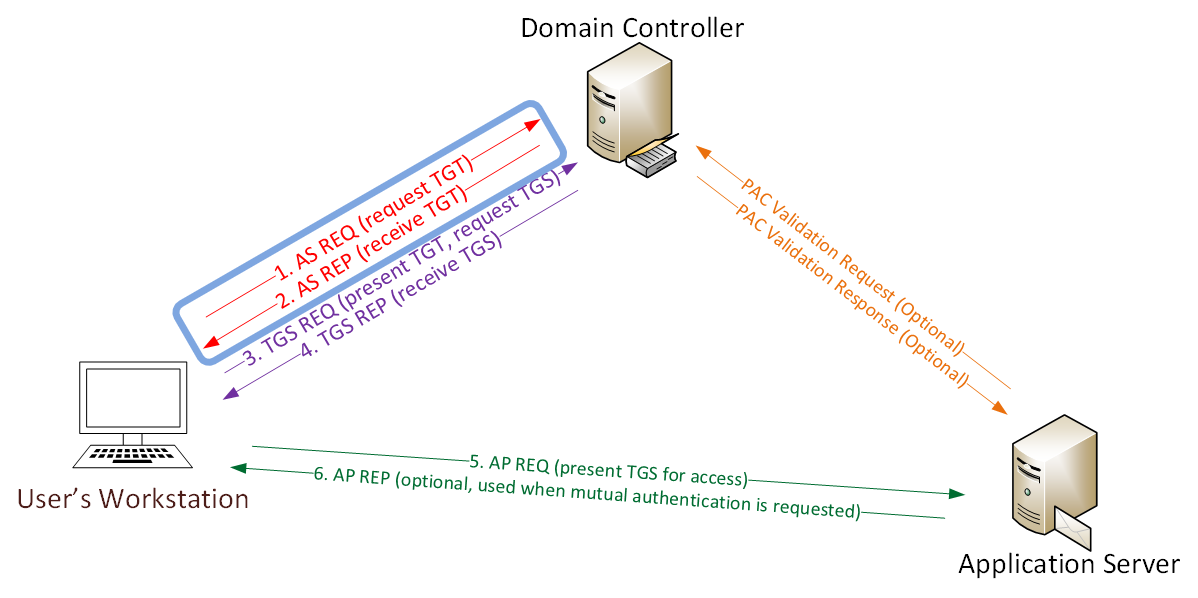 Domain Controller
1. AS REQ (request TGT)
2. AS REP (receive TGT)
3. TGS REQ (present TGT, request TGS)
4. TGS REP (receive TGS)
PAC Validation Request (Optional)
PAC Validation Response (Optional)
5. AP REQ (present TGS for access)
6. AP REP (optional, used when mutual authentication is requested)
User’s Workstation
Application Server